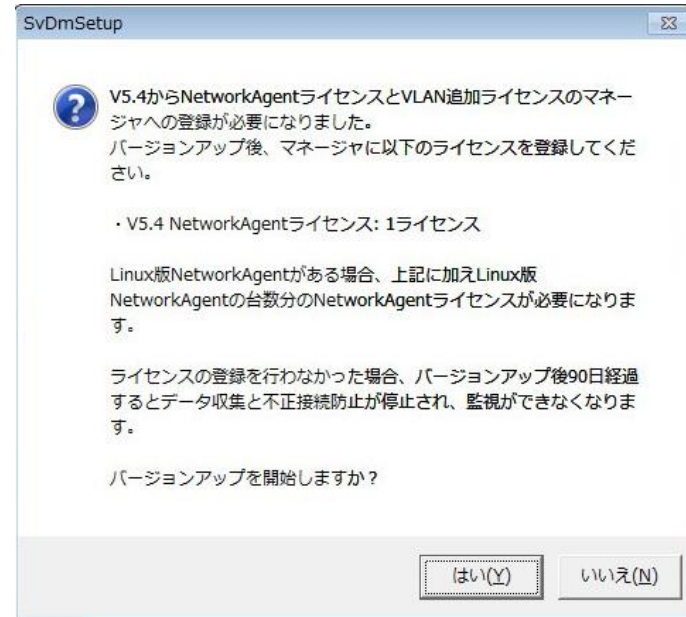 SvDmSetup
V5.4からNetworkAgentライセンスとVLAN追加ライセンスのマネー
ジャへの登録が必要になりました。
バージョンアップ後、マネージャに以下のライセンスを登録してくだ
さい。
・V5.4 NetworkAgentライセンス: 1ライセンス
Linux版NetworkAgentがある場合、上記に加えLinux版
NetworkAgentの台数分のNetworkAgentライセンスが必要になりま
す。
ライセンスの登録を行わなかった場合、バージョンアップ後90日経過
するとデータ収集と不正接続防止が停止され、監視ができなくなりま
す。
バージョンアップを開始しますか？
はい(Y) いいえ(N)